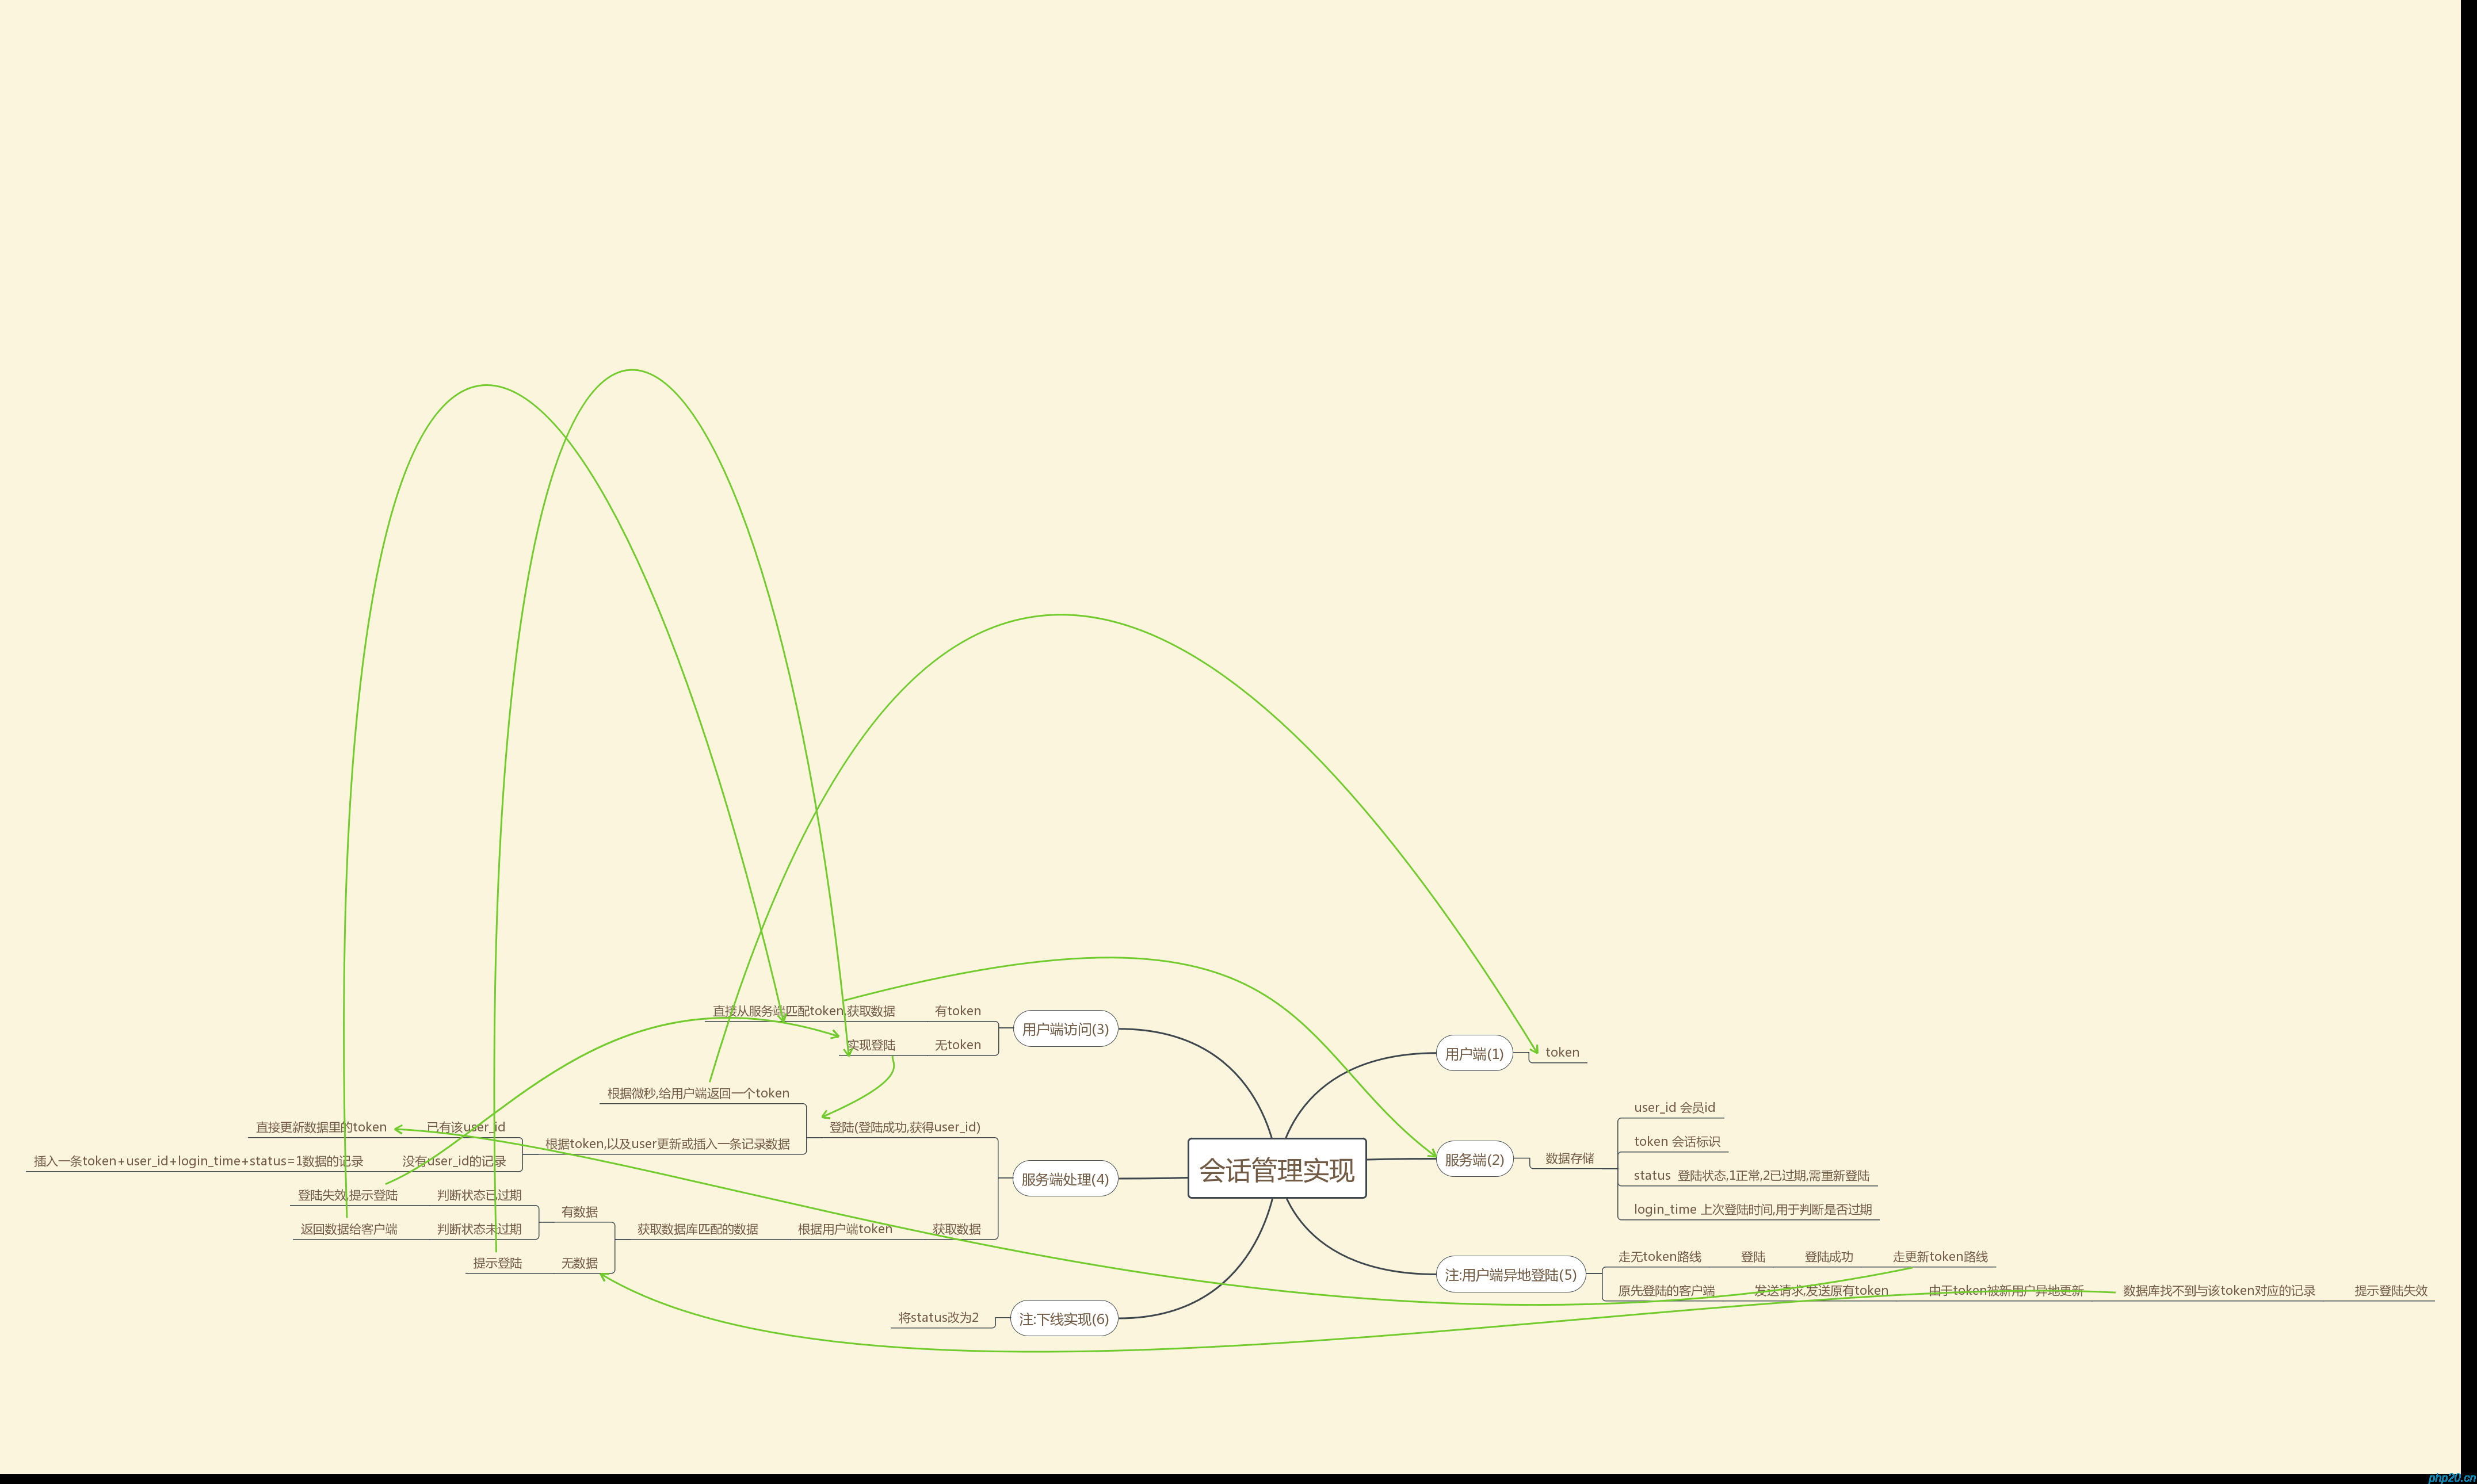 会话管理实现
用户端(1)
token
服务端(2)
数据存储
user_id 会员id
token 会话标识
status  登陆状态,1正常,2已过期,需重新登陆
login_time 上次登陆时间,用于判断是否过期
用户端访问(3)
有token
直接从服务端匹配token,获取数据
无token
实现登陆
服务端处理(4)
登陆(登陆成功,获得user_id)
根据微秒,给用户端返回一个token
根据token,以及user更新或插入一条记录数据
已有该user_id
直接更新数据里的token
没有user_id的记录
插入一条token+user_id+login_time+status=1数据的记录
获取数据
根据用户端token
获取数据库匹配的数据
有数据
判断状态已过期
登陆失效,提示登陆
判断状态未过期
返回数据给客户端
无数据
提示登陆
注:用户端异地登陆(5)
走无token路线
登陆
登陆成功
走更新token路线
原先登陆的客户端
发送请求,发送原有token
由于token被新用户异地更新
数据库找不到与该token对应的记录
提示登陆失效
注:下线实现(6)
将status改为2
php20.cn